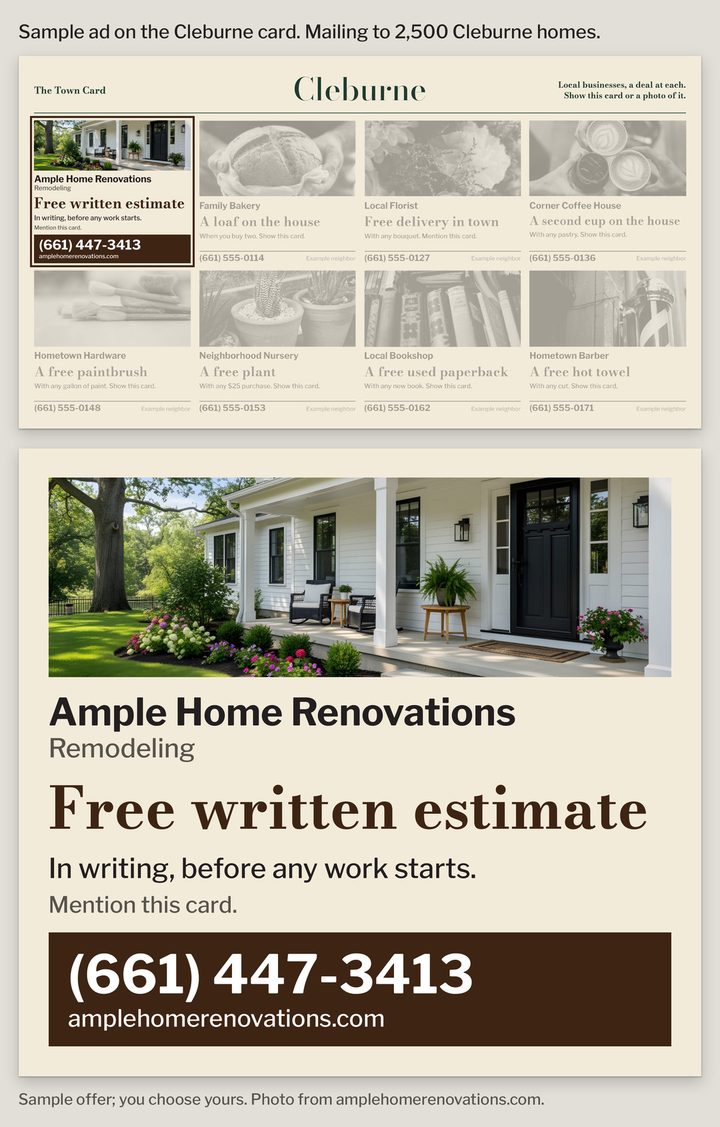 Sample ad on the Cleburne card. Mailing to 2,500 Cleburne homes.
The Town Card
Cleburne
Local businesses, a deal at each.
Show this card or a photo of it.
Ample Home Renovations
Remodeling
Free written estimate
In writing, before any work starts.
Mention this card.
(661) 447-3413
amplehomerenovations.com
Family Bakery
A loaf on the house
When you buy two. Show this card.
(661) 555-0114
Example neighbor
Local Florist
Free delivery in town
With any bouquet. Mention this card.
(661) 555-0127
Example neighbor
Corner Coffee House
A second cup on the house
With any pastry. Show this card.
(661) 555-0136
Example neighbor
Hometown Hardware
A free paintbrush
With any gallon of paint. Show this card.
(661) 555-0148
Example neighbor
Neighborhood Nursery
A free plant
With any $25 purchase. Show this card.
(661) 555-0153
Example neighbor
Local Bookshop
A free used paperback
With any new book. Show this card.
(661) 555-0162
Example neighbor
Hometown Barber
A free hot towel
With any cut. Show this card.
(661) 555-0171
Example neighbor
Ample Home Renovations
Remodeling
Free written estimate
In writing, before any work starts.
Mention this card.
(661) 447-3413
amplehomerenovations.com
Sample offer; you choose yours. Photo from amplehomerenovations.com.